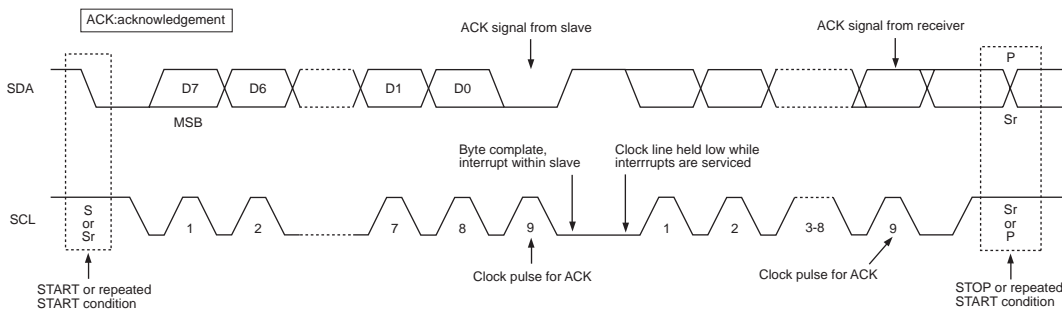 ACK:acknowledgement
ACK signal from slave
ACK signal from receiver
P
SDA
D7
D6
D1
D0
MSB
Sr
Byte complate,
interrupt within slave
Clock line held low while
interrrupts are serviced
SCL
S
or
Sr
1
2
7
8
9
1
2
3-8
9
Sr
or
P
START or repeated
START condition
Clock pulse for ACK
Clock pulse for ACK
STOP or repeated
START condition